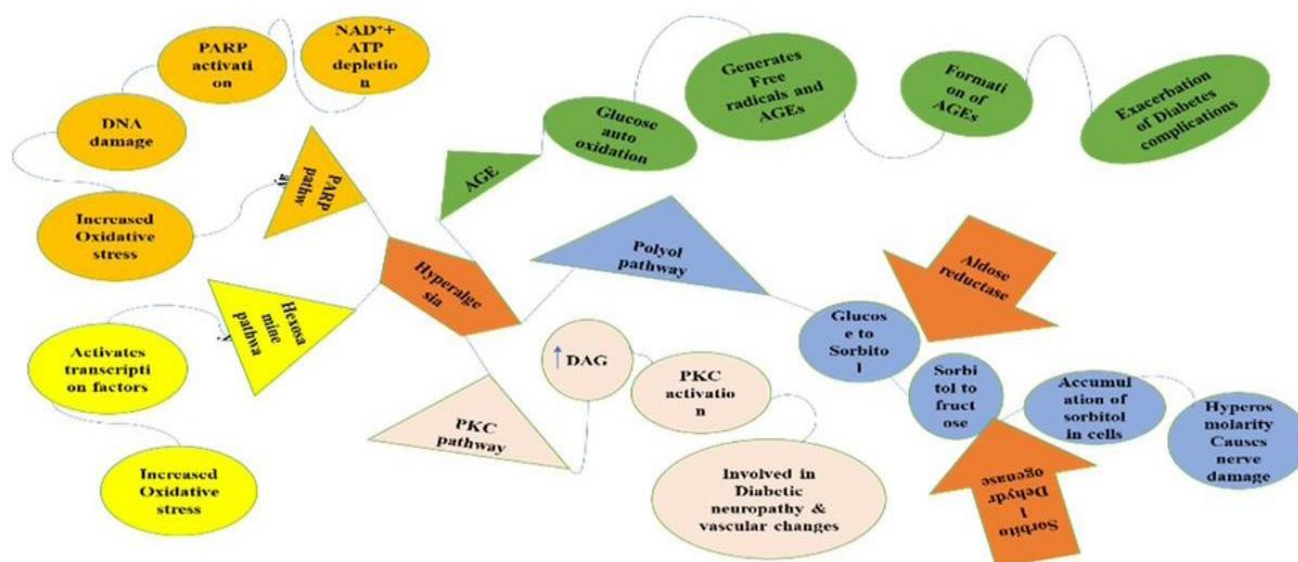 NAD⁺+
ATP
depletio
n
PARP
activati
on
DNA
damage
Increased
Oxidative
stress
PARP
pathw
ay
AGE
Glucose
auto
oxidation
Generates
Free
radicals and
AGEs
Formati
on of
AGEs
Exacerbation
of Diabetes
complications
Hyperalge
sia
Polyol
pathway
Aldose
reductase
Glucos
e to
Sorbito
l
Sorbi
tol to
fruct
ose
Sorbito
l
Dehydr
ogenase
Accumul
ation of
sorbitol
in cells
Hyperos
molarity
Causes
nerve
damage
Hexosa
mine
pathwa
Activates
transcripti
on factors
Increased
Oxidative
stress
PKC
pathway
↑ DAG
PKC
activatio
n
Involved in
Diabetic
neuropathy &
vascular changes